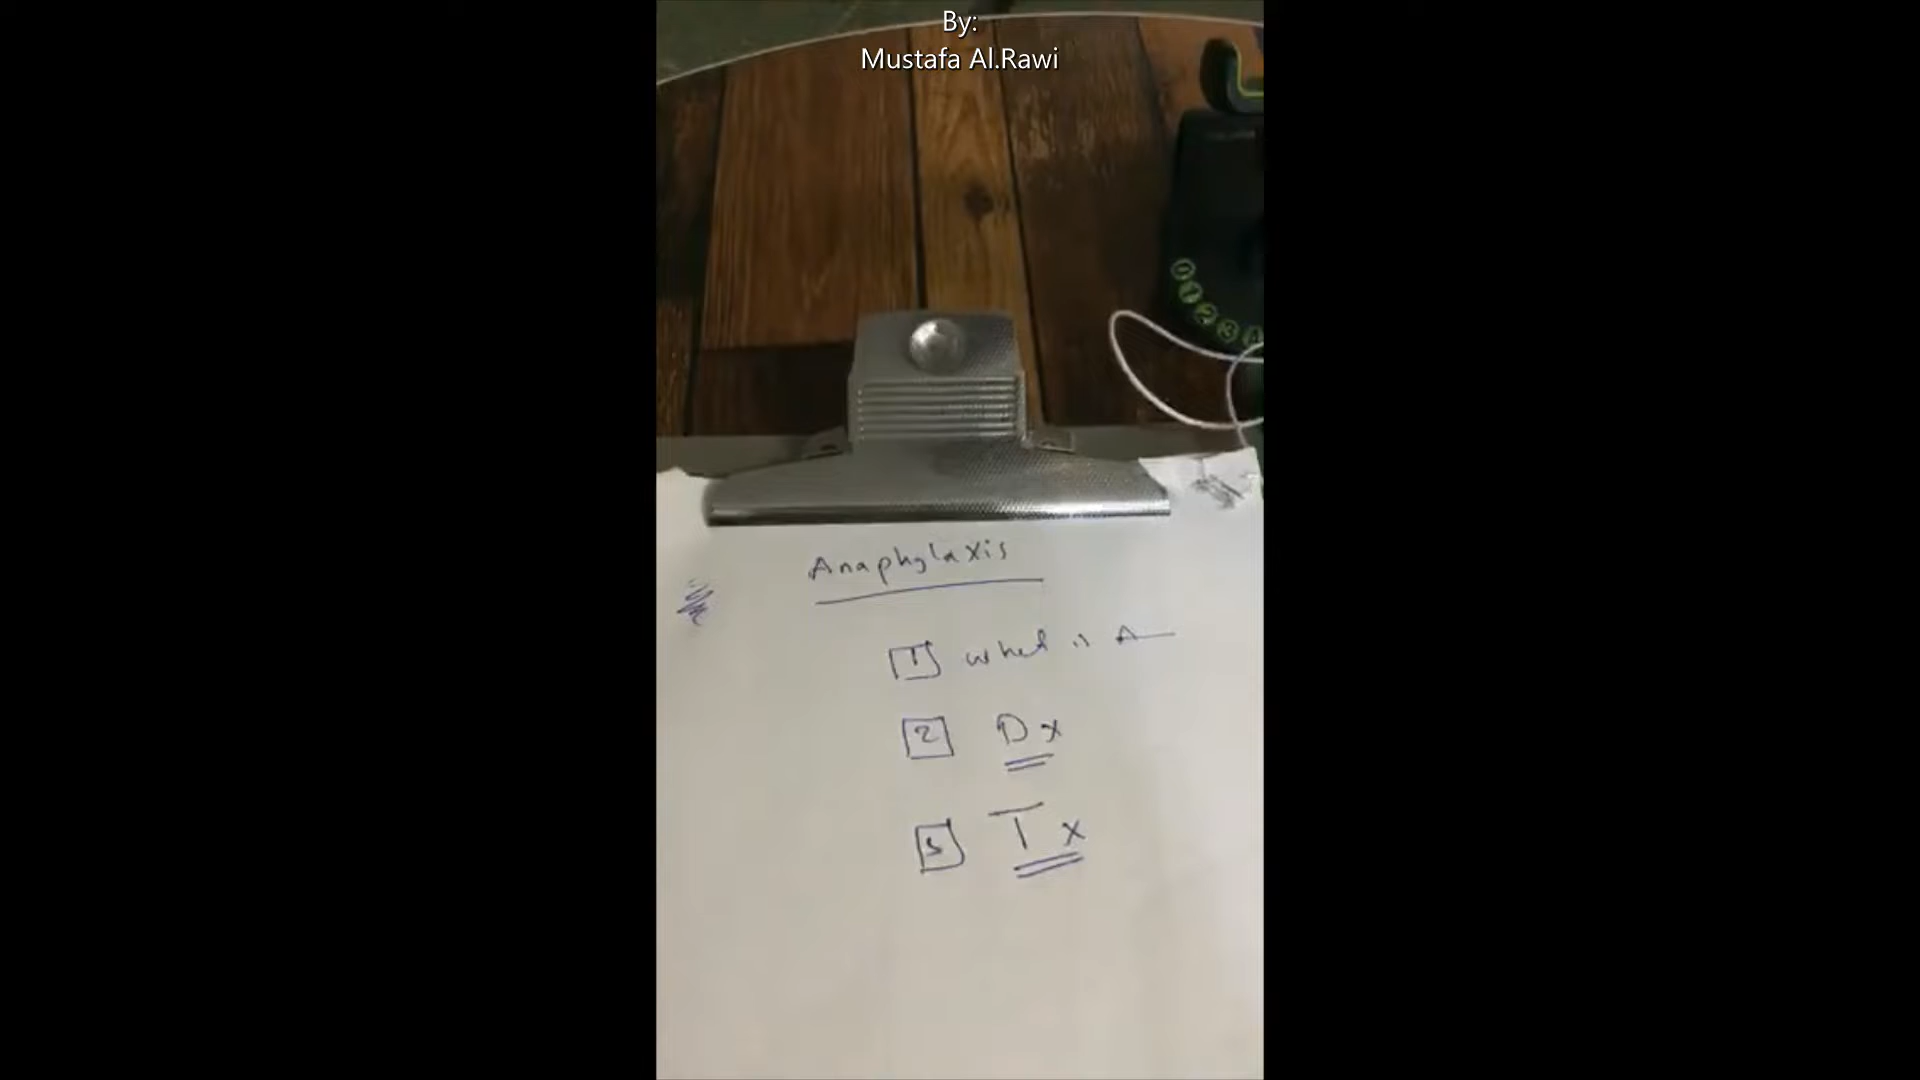 By:
Mustafa Al.Rawi
Anaphylaxis
1 what is A
2 Dx
3 Tx